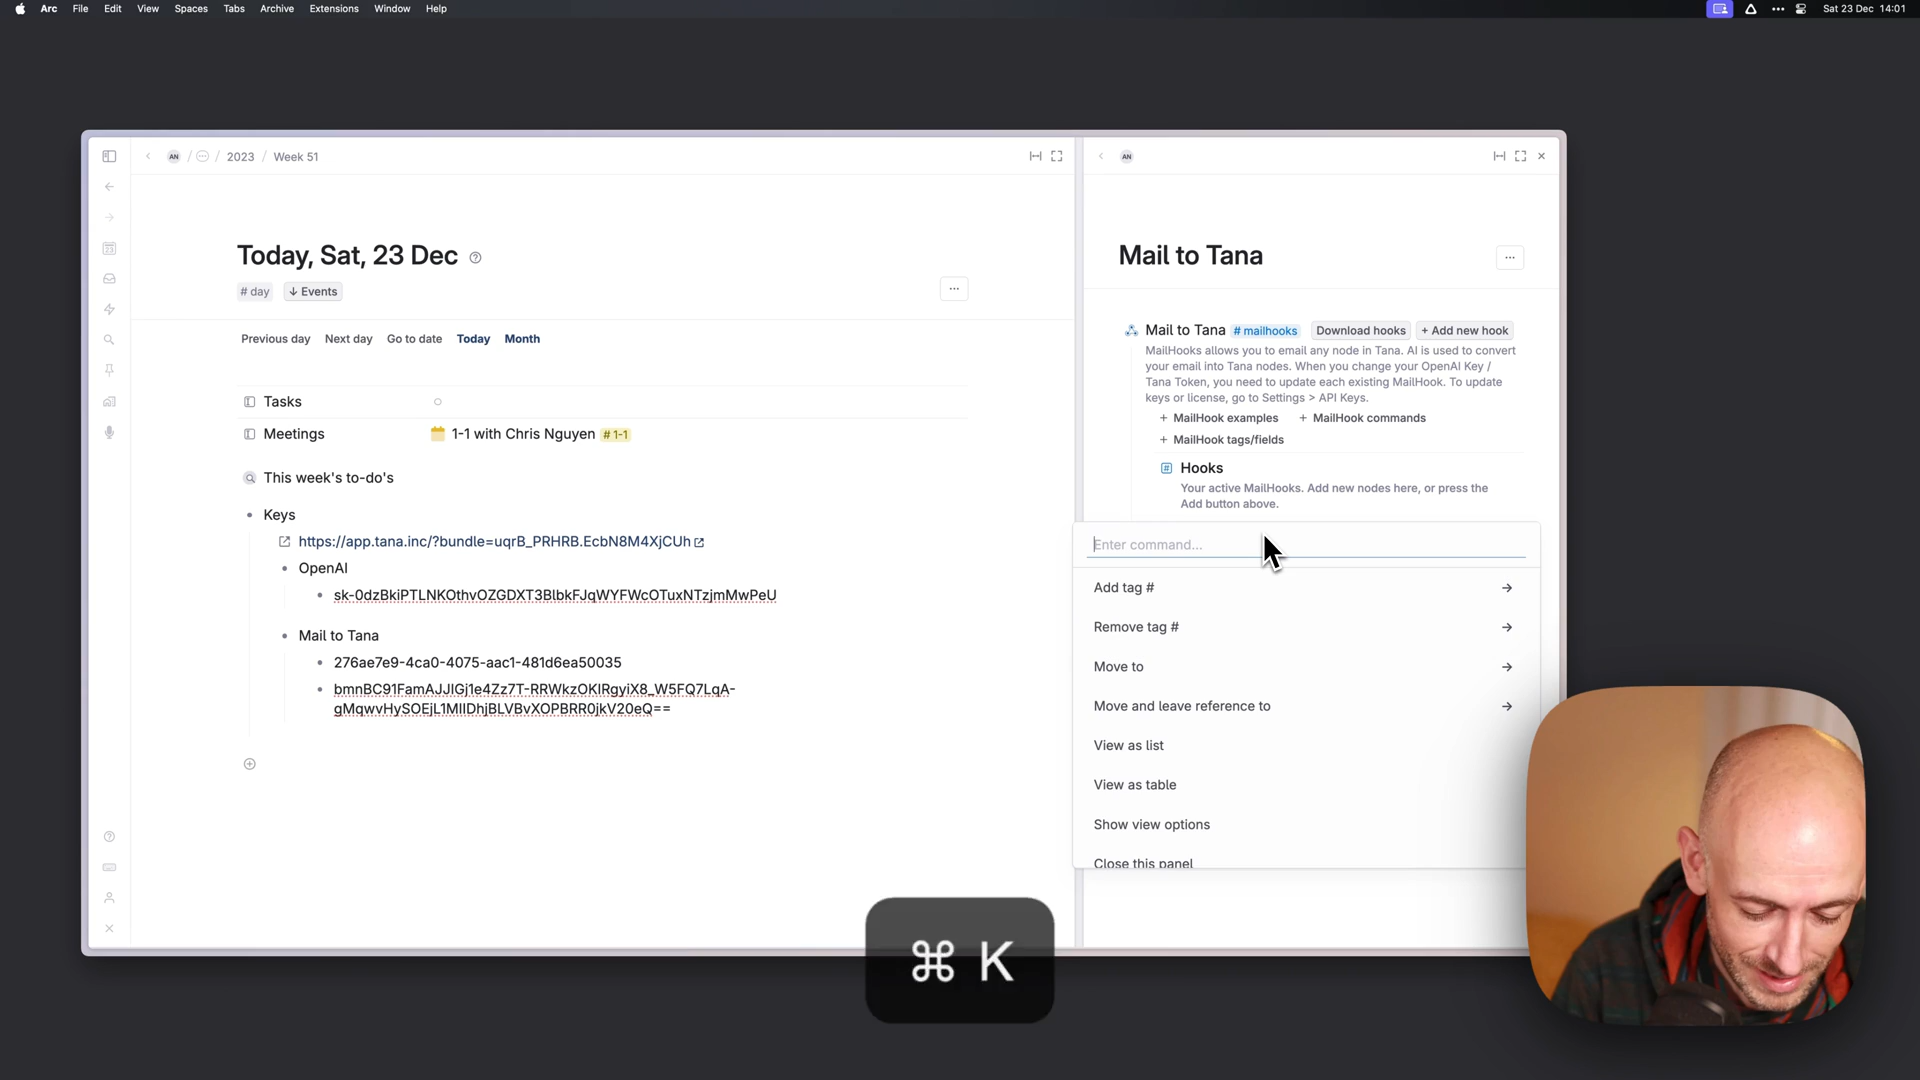 Arc File Edit View Spaces Tabs Archive Extensions Window Help
Sat 23 Dec 14:01
AN / / 2023 / Week 51
Today, Sat, 23 Dec
# day
↓ Events
...
Previous day Next day Go to date Today Month
Tasks
Meetings
1-1 with Chris Nguyen # 1-1
This week's to-do's
Keys
https://app.tana.inc/?bundle=uqrB_PRHRB.EcbN8M4XjCUh
OpenAI
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
Mail to Tana
276ae7e9-4ca0-4075-aac1-481d6ea50035
bmnBC91FamAJJIGj1e4Zz7T-RRWkzOKIRgyiX8_W5FQ7LqA-
gMqwvHySOEjL1MIIDhjBLVBvXOPBRR0jkV20eQ==
23
AN
Mail to Tana
...
Mail to Tana # mailhooks Download hooks + Add new hook
MailHooks allows you to email any node in Tana. AI is used to convert
your email into Tana nodes. When you change your OpenAI Key /
Tana Token, you need to update each existing MailHook. To update
keys or license, go to Settings > API Keys.
+ MailHook examples + MailHook commands
+ MailHook tags/fields
# Hooks
Your active MailHooks. Add new nodes here, or press the
Add button above.
Enter command...
Add tag #
Remove tag #
Move to
Move and leave reference to
View as list
View as table
Show view options
Close this panel
⌘ K